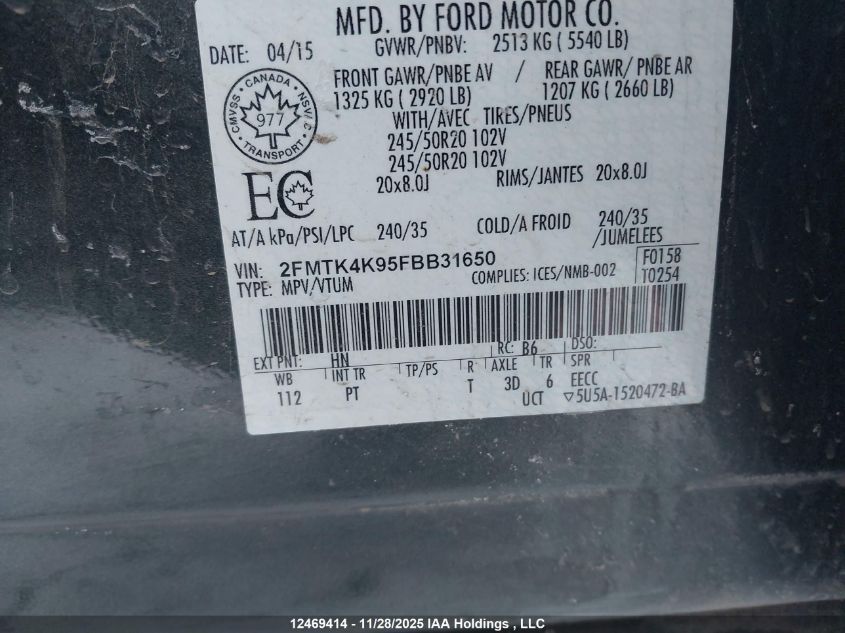 MFD. BY FORD MOTOR CO.
DATE: 04/15 GVWR/PNBV: 2513 KG ( 5540 LB)
FRONT GAWR/PNBE AV / REAR GAWR/ PNBE AR
1325 KG ( 2920 LB) 1207 KG ( 2660 LB)
WITH/AVEC TIRES/PNEUS
245/50R20 102V
245/50R20 102V
20x8.0J RIMS/JANTES 20x8.0J
CANADA
CMVSS NSVAC
977
TRANSPORT
EC
AT/A kPa/PSI/LPC 240/35 COLD/A FROID 240/35
/JUMELEES
VIN: 2FMTK4K95FBB31650
TYPE: MPV/VTUM COMPLIES: ICES/NMB-002
F0158
T0254
EXT PNT: HN RC: B6 DSO:
WB INT TR TP/PS R AXLE TR SPR
112 PT T 3D 6 EECC
UCT ▽5U5A-1520472-BA
12469414 - 11/28/2025 IAA Holdings , LLC